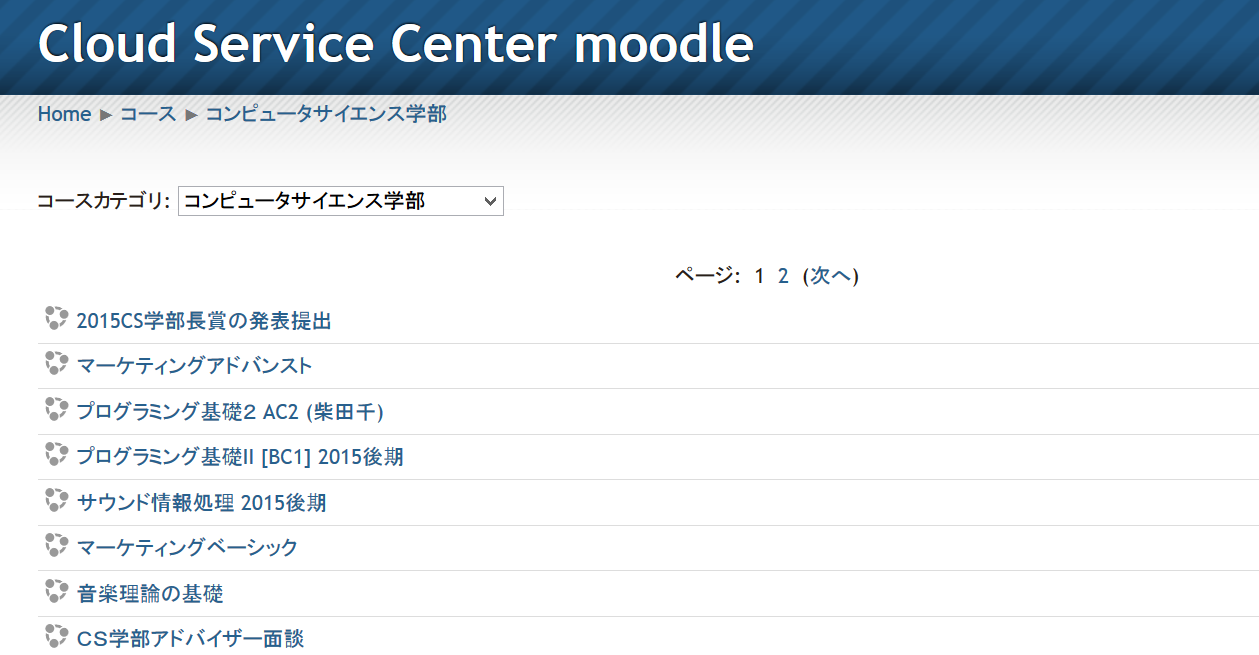 Cloud Service Center moodle
Home ► コース ► コンピュータサイエンス学部
コースカテゴリ: コンピュータサイエンス学部
ページ: 1 2 (次へ)
2015CS学部長賞の発表提出
マーケティングアドバンスト
プログラミング基礎２ AC2 (柴田千)
プログラミング基礎II [BC1] 2015後期
サウンド情報処理 2015後期
マーケティングベーシック
音楽理論の基礎
ＣＳ学部アドバイザー面談